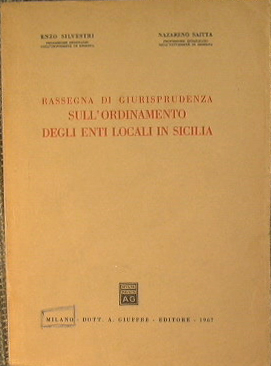 ENZO SILVESTRI
NAZARENO SAITTA
RASSEGNA DI GIURISPRUDENZA
SULL'ORDINAMENTO
DEGLI ENTI LOCALI IN SICILIA
AG
MILANO - DOTT. A. GIUFFRÈ - EDITORE - 1967